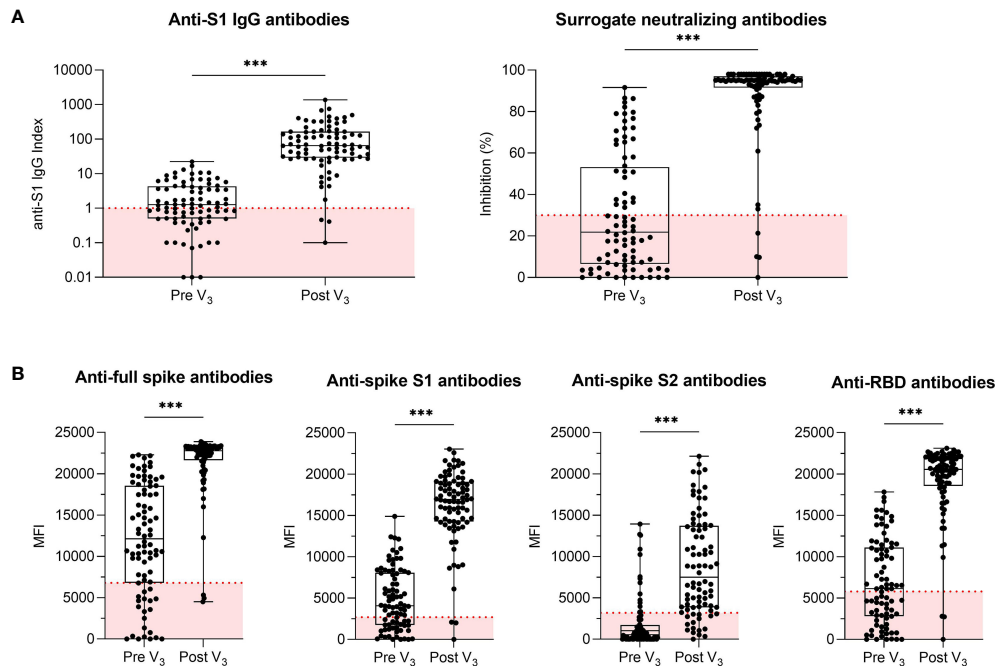 A
Anti-S1 IgG antibodies
Surrogate neutralizing antibodies
***
***
anti-S1 IgG Index
10000
1000
100
10
1
0.1
0.01
Pre V3
Post V3
Inhibition (%)
100
80
60
40
20
0
Pre V3
Post V3
B
Anti-full spike antibodies
Anti-spike S1 antibodies
Anti-spike S2 antibodies
Anti-RBD antibodies
***
***
***
***
MFI
25000
20000
15000
10000
5000
0
Pre V3
Post V3
MFI
25000
20000
15000
10000
5000
0
Pre V3
Post V3
MFI
25000
20000
15000
10000
5000
0
Pre V3
Post V3
MFI
25000
20000
15000
10000
5000
0
Pre V3
Post V3